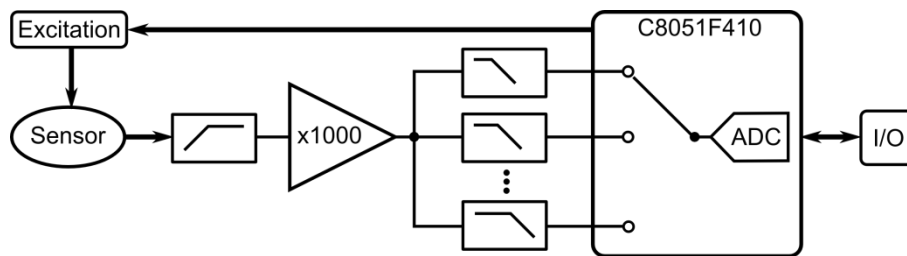 Excitation
C8051F410
Sensor
x1000
ADC
I/O